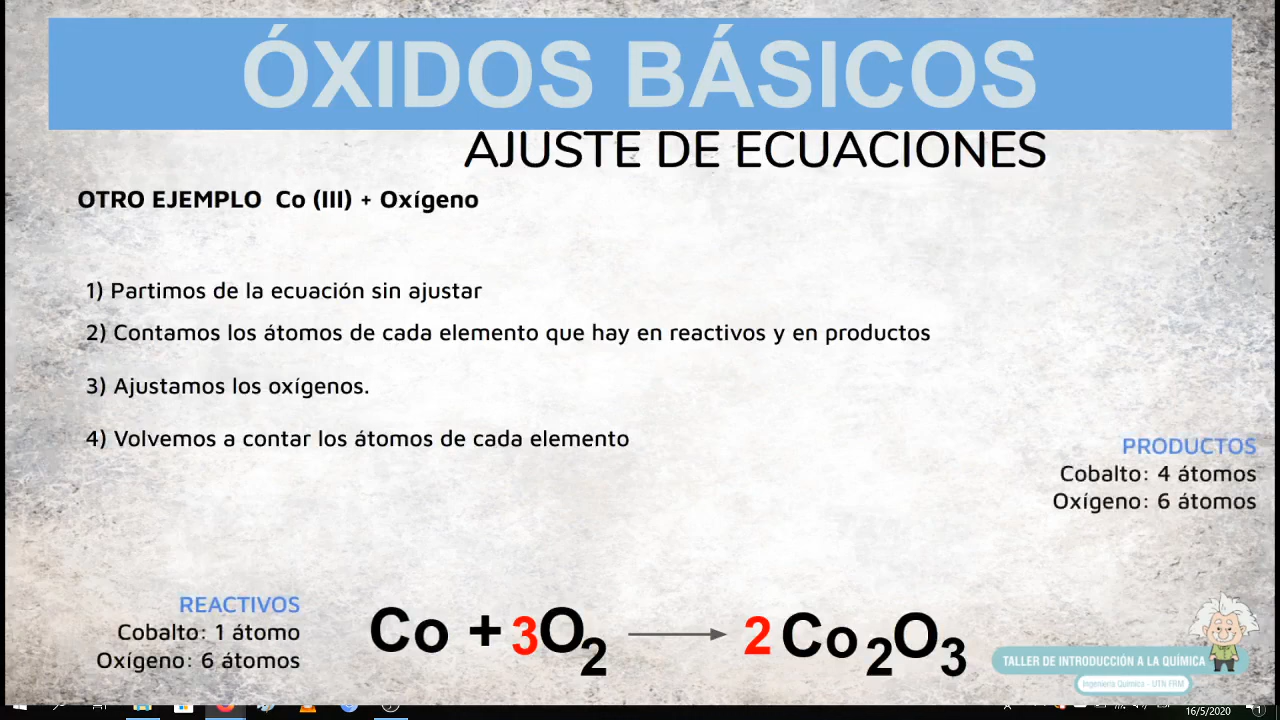 ÓXIDOS BÁSICOS
AJUSTE DE ECUACIONES
OTRO EJEMPLO Co (III) + Oxígeno
1) Partimos de la ecuación sin ajustar
2) Contamos los átomos de cada elemento que hay en reactivos y en productos
3) Ajustamos los oxígenos.
4) Volvemos a contar los átomos de cada elemento
PRODUCTOS
Cobalto: 4 átomos
Oxígeno: 6 átomos
REACTIVOS
Cobalto: 1 átomo
Oxígeno: 6 átomos
Co + 3O2 → 2 Co2O3
TALLER DE INTRODUCCIÓN A LA QUÍMICA
Ingeniería Química - UTN FRM
16/5/2020
1